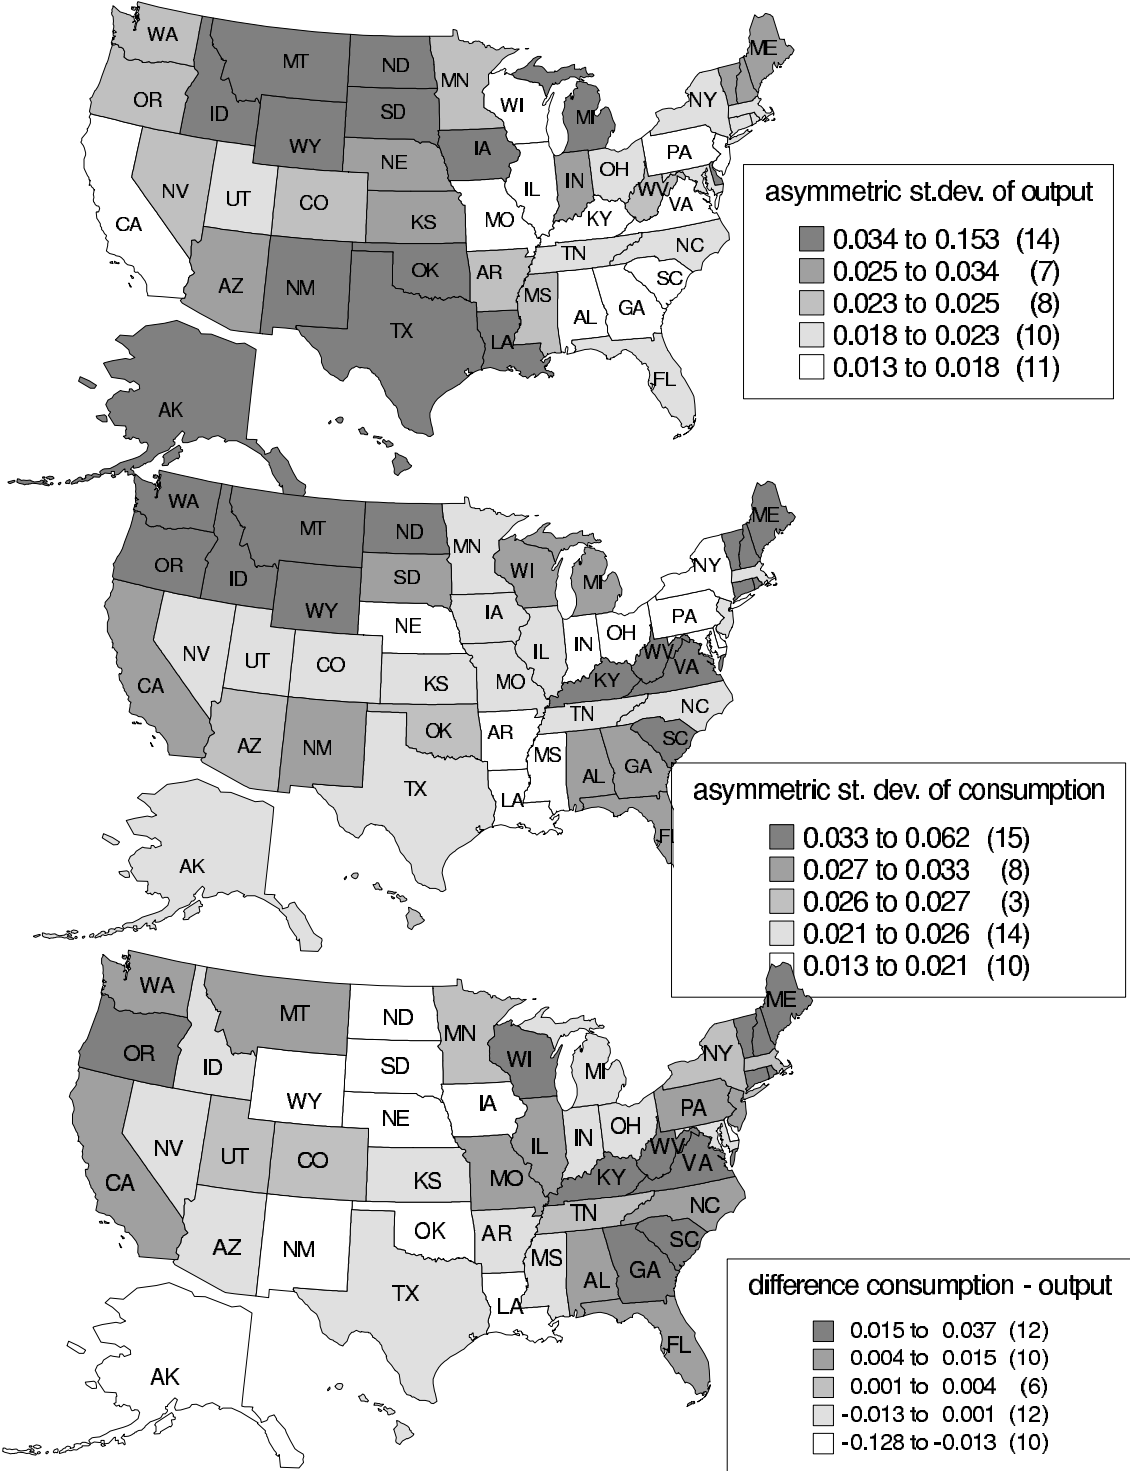 WA
MT
ND
MN
ME
OR
ID
SD
WI
MI
NY
WY
IA
PA
NE
OH
NV
UT
CO
IL
IN
WV
VA
CA
KS
MO
KY
NC
AZ
NM
OK
AR
TN
SC
MS
AL
GA
TX
LA
FL
AK
asymmetric st.dev. of output
0.034 to 0.153 (14)
0.025 to 0.034 (7)
0.023 to 0.025 (8)
0.018 to 0.023 (10)
0.013 to 0.018 (11)
WA
MT
ND
MN
ME
OR
ID
SD
WI
MI
NY
WY
NE
IA
PA
NV
UT
CO
IL
IN
OH
WV
VA
CA
KS
MO
KY
NC
AZ
NM
OK
AR
TN
SC
MS
AL
GA
TX
LA
Fl
AK
asymmetric st. dev. of consumption
0.033 to 0.062 (15)
0.027 to 0.033 (8)
0.026 to 0.027 (3)
0.021 to 0.026 (14)
0.013 to 0.021 (10)
WA
MT
ND
MN
ME
OR
ID
SD
WI
MI
NY
WY
NE
IA
PA
NV
UT
CO
IL
IN
OH
WV
VA
CA
KS
MO
KY
NC
AZ
NM
OK
AR
TN
SC
MS
AL
GA
TX
LA
FL
AK
difference consumption - output
0.015 to 0.037 (12)
0.004 to 0.015 (10)
0.001 to 0.004 (6)
-0.013 to 0.001 (12)
-0.128 to -0.013 (10)